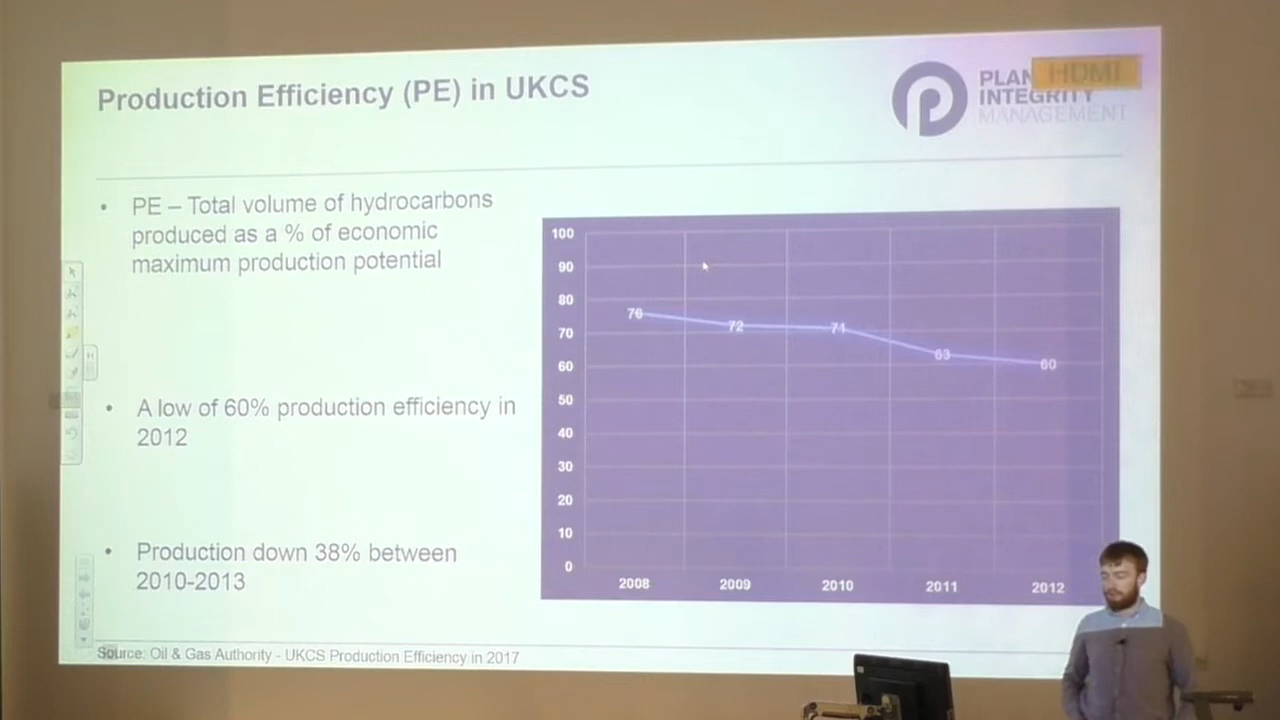 Production Efficiency (PE) in UKCS
PLAN
HDMI
INTEGRITY
MANAGEMENT
• PE – Total volume of hydrocarbons
produced as a % of economic
maximum production potential
• A low of 60% production efficiency in
2012
• Production down 38% between
2010-2013
100
90
80
70
60
50
40
30
20
10
0
76
72
71
63
60
2008
2009
2010
2011
2012
H
Source: Oil & Gas Authority - UKCS Production Efficiency in 2017